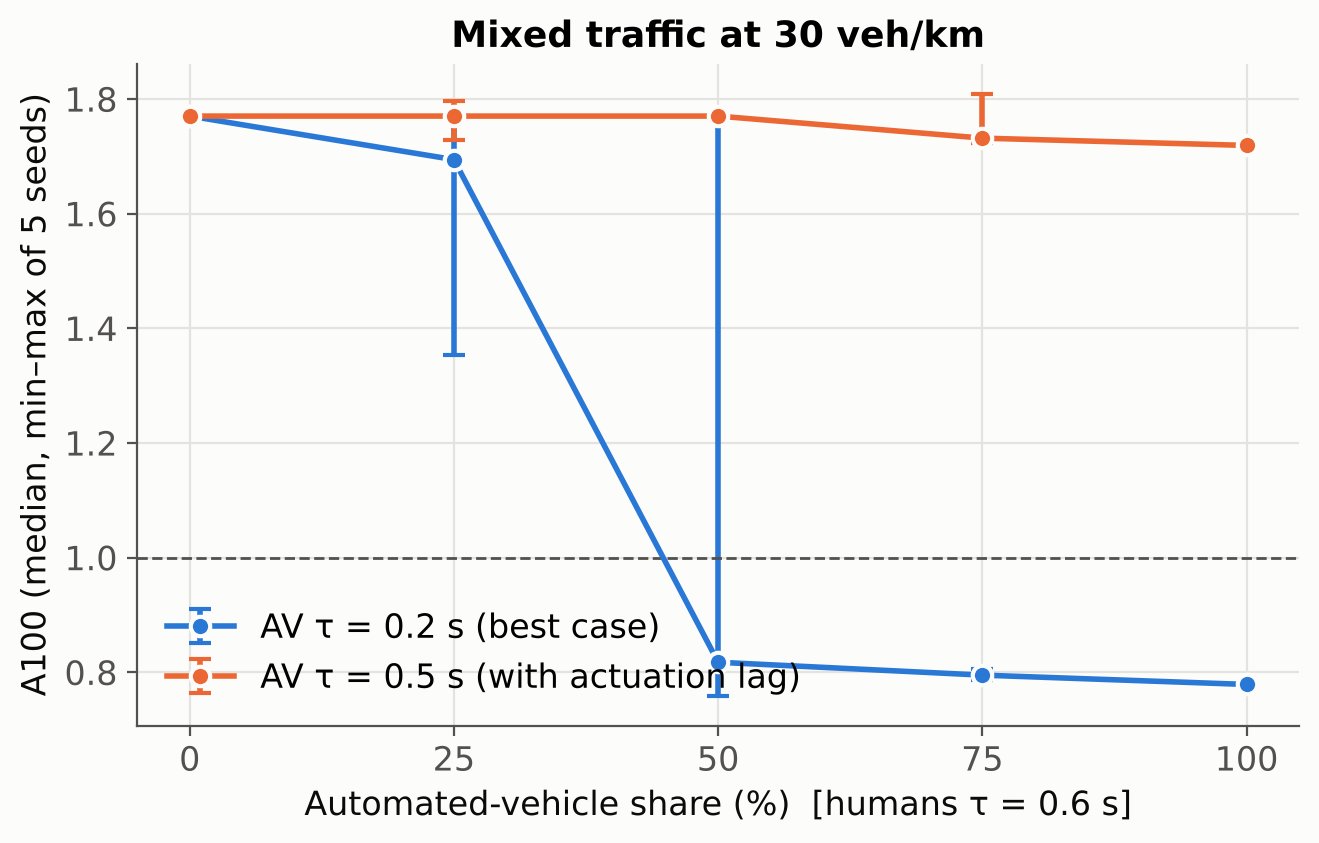 Mixed traffic at 30 veh/km
A100 (median, min–max of 5 seeds)
1.8
1.6
1.4
1.2
1.0
0.8
AV τ = 0.2 s (best case)
AV τ = 0.5 s (with actuation lag)
0 25 50 75 100
Automated-vehicle share (%) [humans τ = 0.6 s]